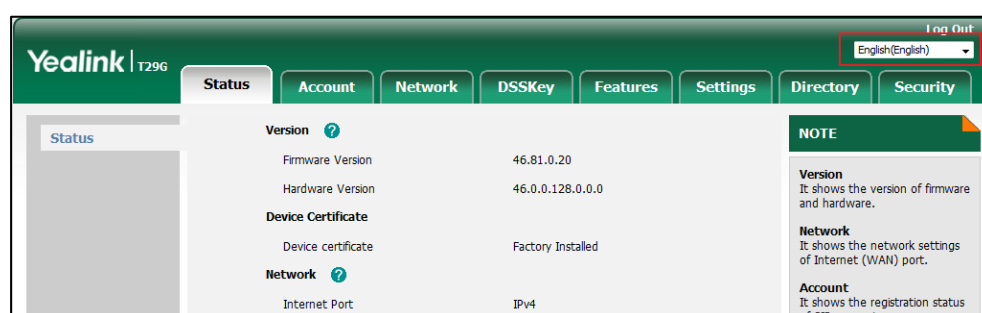 Log Out
English(English)
Yealink T29G
Status Account Network DSSKey Features Settings Directory Security
Status
Version ?
Firmware Version 46.81.0.20
Hardware Version 46.0.0.128.0.0.0
Device Certificate
Device certificate Factory Installed
Network ?
Internet Port IPv4
NOTE
Version
It shows the version of firmware
and hardware.
Network
It shows the network settings
of Internet (WAN) port.
Account
It shows the registration status